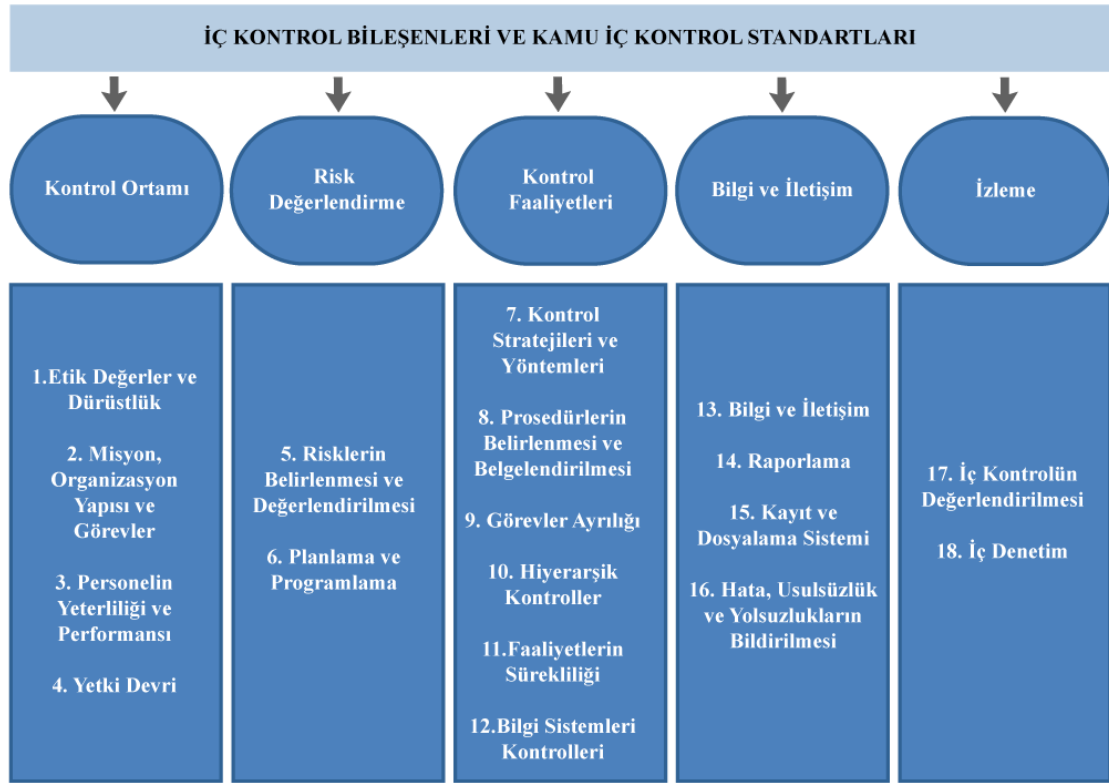 İÇ KONTROL BİLEŞENLERİ VE KAMU İÇ KONTROL STANDARTLARI
Kontrol Ortamı
Risk
Değerlendirme
Kontrol
Faaliyetleri
Bilgi ve İletişim
İzleme
1.Etik Değerler ve
Dürüstlük
2. Misyon,
Organizasyon
Yapısı ve
Görevler
3. Personelin
Yeterliliği ve
Performansı
4. Yetki Devri
5. Risklerin
Belirlenmesi ve
Değerlendirilmesi
6. Planlama ve
Programlama
7. Kontrol
Stratejileri ve
Yöntemleri
8. Prosedürlerin
Belirlenmesi ve
Belgelendirilmesi
9. Görevler Ayrılığı
10. Hiyerarşik
Kontroller
11.Faaliyetlerin
Sürekliliği
12.Bilgi Sistemleri
Kontrolleri
13. Bilgi ve İletişim
14. Raporlama
15. Kayıt ve
Dosyalama Sistemi
16. Hata, Usulsüzlük
ve Yolsuzlukların
Bildirilmesi
17. İç Kontrolün
Değerlendirilmesi
18. İç Denetim